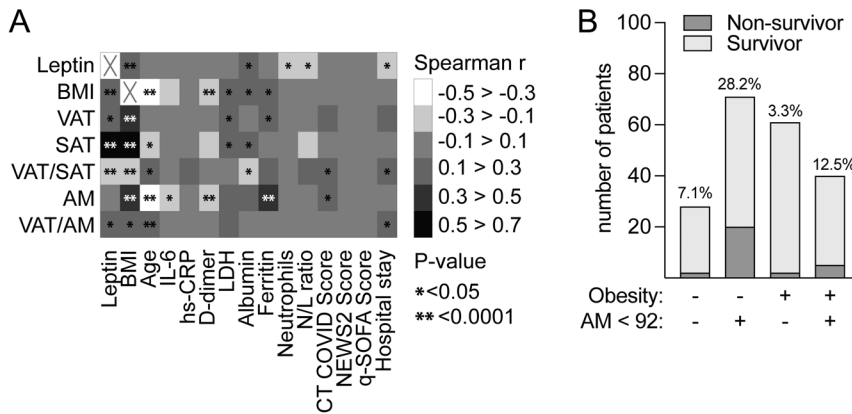 A
Leptin
BMI
VAT
SAT
VAT/SAT
AM
VAT/AM
** * * * *
** ** ** * * *
* ** * *
** ** * * *
** ** * * * *
** ** * ** ** *
* * ** *
Leptin
BMI
Age
IL-6
hs-CRP
D-dimer
LDH
Albumin
Ferritin
Neutrophils
N/L ratio
CT COVID Score
NEWS2 Score
q-SOFA Score
Hospital stay
Spearman r
-0.5 > -0.3
-0.3 > -0.1
-0.1 > 0.1
0.1 > 0.3
0.3 > 0.5
0.5 > 0.7
P-value
*<0.05
** <0.0001
B
number of patients
100
80
60
40
20
Non-survivor
Survivor
7.1%
28.2%
3.3%
12.5%
Obesity: - - + +
AM < 92: - + - +